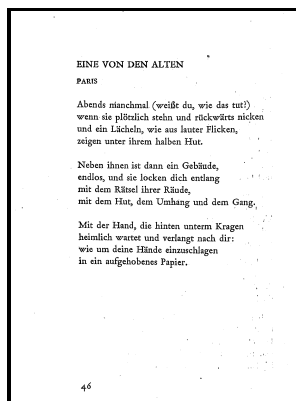 EINE VON DEN ALTEN
PARIS
Abends manchmal (weißt du, wie das tut?)
wenn sie plötzlich stehn und rückwärts nicken
und ein Lächeln, wie aus lauter Flicken,
zeigen unter ihrem halben Hut.
Neben ihnen ist dann ein Gebäude,
endlos, und sie locken dich entlang
mit dem Rätsel ihrer Räude,
mit dem Hut, dem Umhang und dem Gang.
Mit der Hand, die hinten unterm Kragen
heimlich wartet und verlangt nach dir:
wie um deine Hände einzuschlagen
in ein aufgehobenes Papier.
46